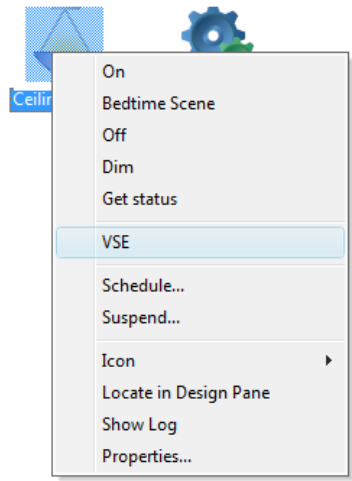 On
Ceilin
Bedtime Scene
Off
Dim
Get status
VSE
Schedule...
Suspend...
Icon
Locate in Design Pane
Show Log
Properties...